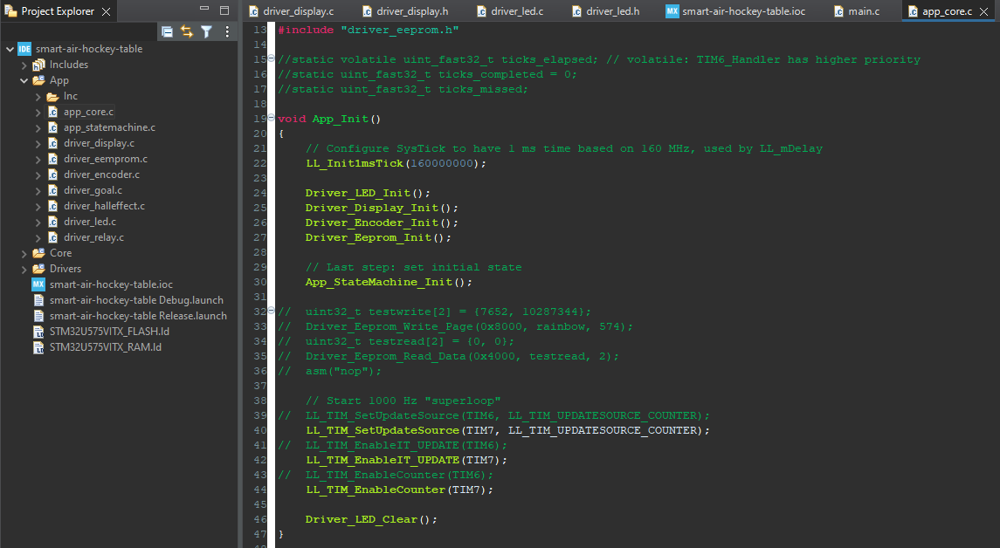 Project Explorer
smart-air-hockey-table
Includes
App
Inc
app_core.c
app_statemachine.c
driver_display.c
driver_eemprom.c
driver_encoder.c
driver_goal.c
driver_halleffect.c
driver_led.c
driver_relay.c
Core
Drivers
smart-air-hockey-table.ioc
smart-air-hockey-table Debug.launch
smart-air-hockey-table Release.launch
STM32U575VITX_FLASH.ld
STM32U575VITX_RAM.ld
driver_display.c driver_display.h driver_led.c driver_led.h smart-air-hockey-table.ioc main.c app_core.c
13 #include "driver_eeprom.h"
14
15 //static volatile uint_fast32_t ticks_elapsed; // volatile: TIM6_Handler has higher priority
16 //static uint_fast32_t ticks_completed = 0;
17 //static uint_fast32_t ticks_missed;
18
19 void App_Init()
20 {
21 // Configure SysTick to have 1 ms time based on 160 MHz, used by LL_mDelay
22 LL_Init1msTick(160000000);
23
24 Driver_LED_Init();
25 Driver_Display_Init();
26 Driver_Encoder_Init();
27 Driver_Eeprom_Init();
28
29 // Last step: set initial state
30 App_StateMachine_Init();
31
32 // uint32_t testwrite[2] = {7652, 10287344};
33 // Driver_Eeprom_Write_Page(0x8000, rainbow, 574);
34 // uint32_t testread[2] = {0, 0};
35 // Driver_Eeprom_Read_Data(0x4000, testread, 2);
36 // asm("nop");
37
38 // Start 1000 Hz "superloop"
39 // LL_TIM_SetUpdateSource(TIM6, LL_TIM_UPDATESOURCE_COUNTER);
40 LL_TIM_SetUpdateSource(TIM7, LL_TIM_UPDATESOURCE_COUNTER);
41 // LL_TIM_EnableIT_UPDATE(TIM6);
42 LL_TIM_EnableIT_UPDATE(TIM7);
43 // LL_TIM_EnableCounter(TIM6);
44 LL_TIM_EnableCounter(TIM7);
45
46 Driver_LED_Clear();
47 }